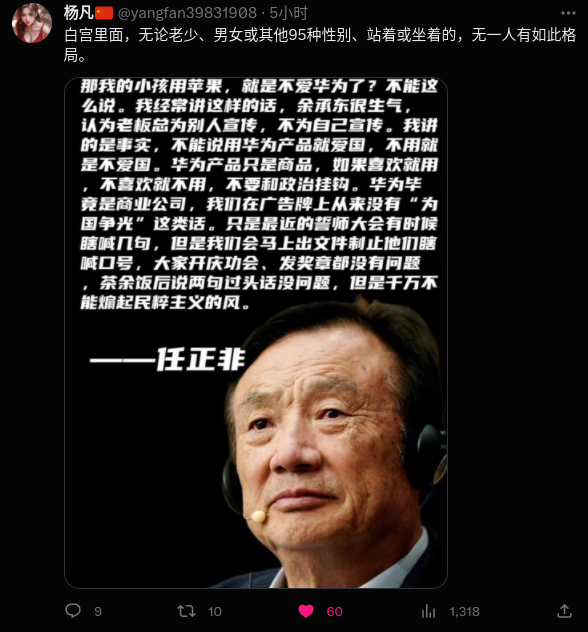 杨凡🇨🇳 @yangfan39831908 · 5小时
白宫里面，无论老少、男女或其他95种性别、站着或坐着的，无一人有如此格
局。
那我的小孩用苹果，就是不爱华为了？不能这
么说。我经常讲这样的话，余承东很生气，
认为老板总为别人宣传，不为自己宣传。我讲
的是事实，不能说用华为产品就爱国，不用就
是不爱国。华为产品只是商品，如果喜欢就用
，不喜欢就不用，不要和政治挂钩。华为毕
竟是商业公司，我们在广告牌上从来没有“为
国争光”这类话。只是最近的誓师大会有时候
瞎喊几句，但是我们会马上出文件制止他们瞎
喊口号，大家开庆功会、发奖章都没有问题
，茶余饭后说两句过头话没问题，但是千万不
能煽起民粹主义的风。
——任正非
9 10 60 1,318